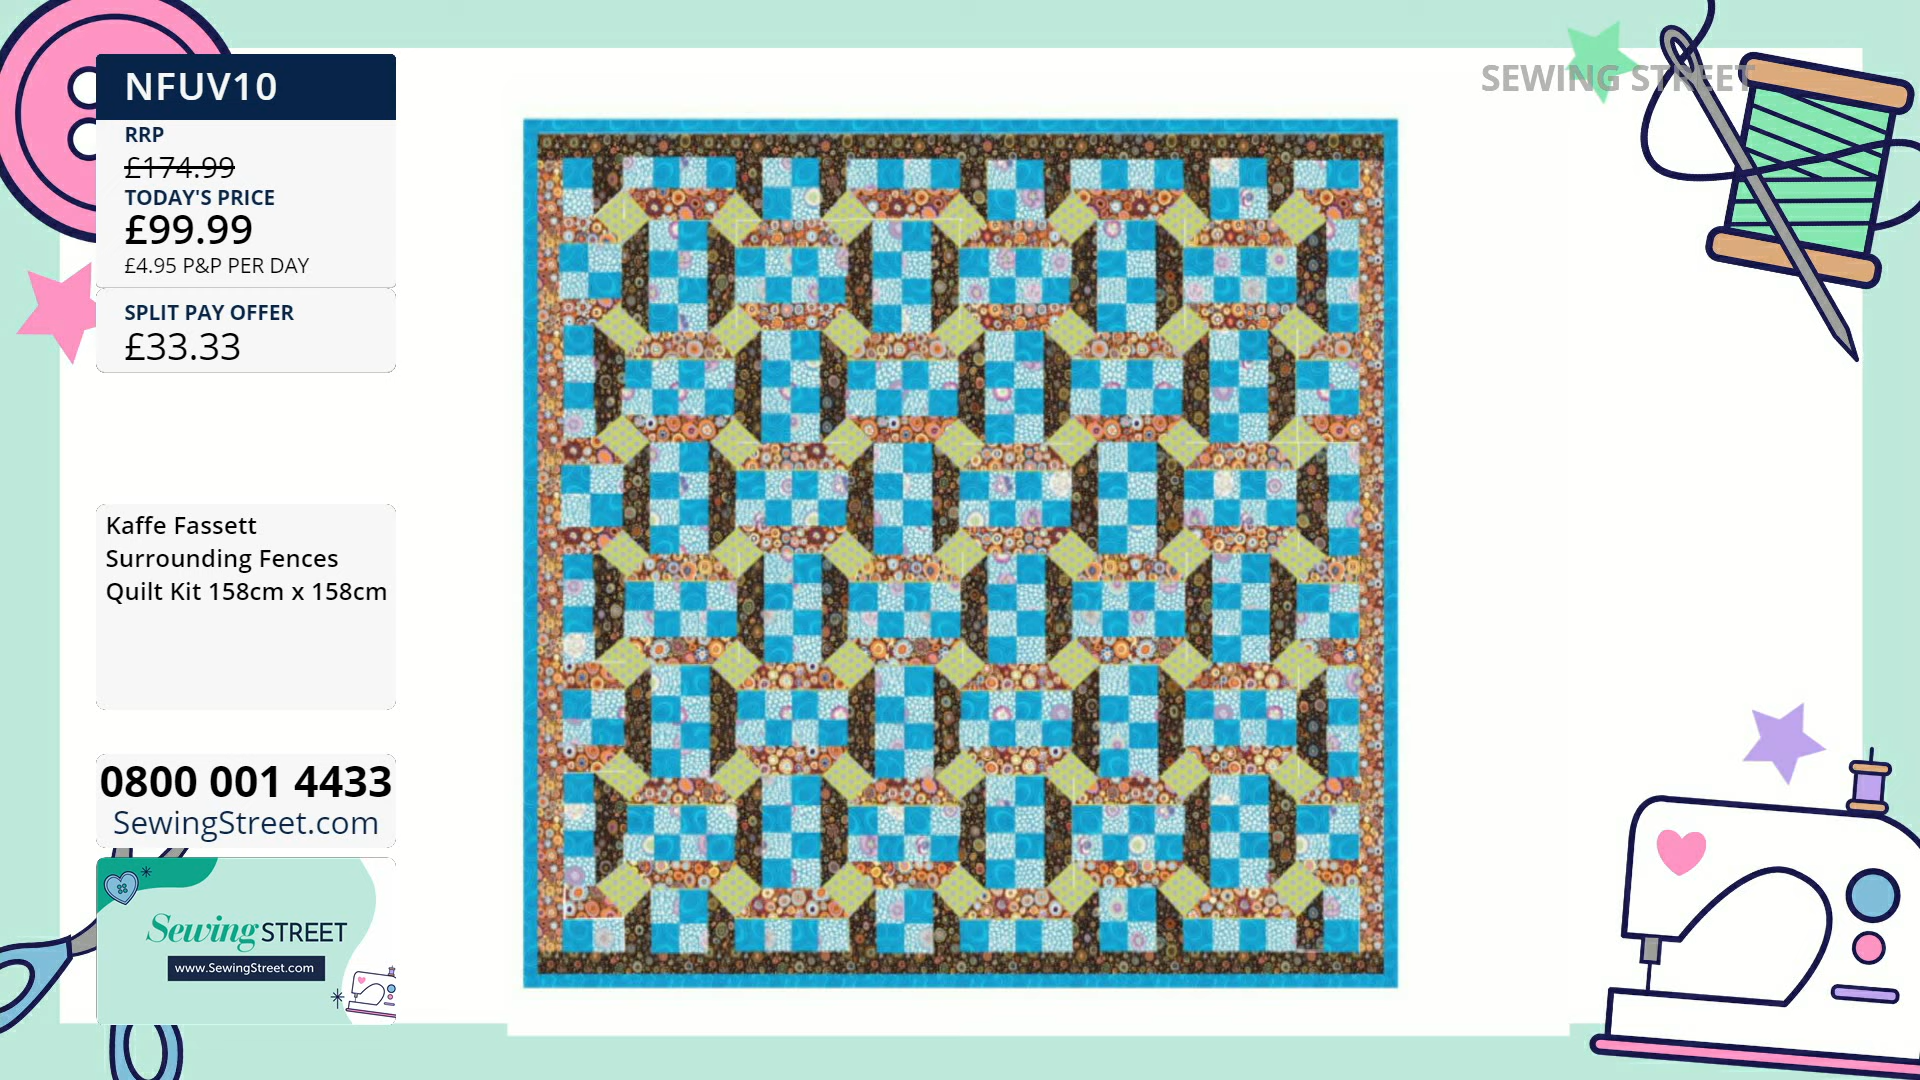 NFUV10
RRP
£174.99
TODAY'S PRICE
£99.99
£4.95 P&P PER DAY
SPLIT PAY OFFER
£33.33
Kaffe Fassett
Surrounding Fences
Quilt Kit 158cm x 158cm
0800 001 4433
SewingStreet.com
Sewing STREET
www.SewingStreet.com
SEWING STREET